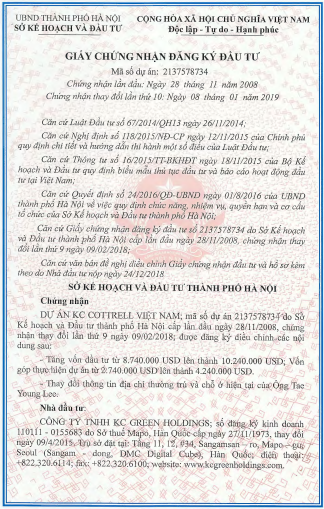 UBND THÀNH PHỐ HÀ NỘI
SỞ KẾ HOẠCH VÀ ĐẦU TƯ
CỘNG HÒA XÃ HỘI CHỦ NGHĨA VIỆT NAM
Độc lập - Tự do - Hạnh phúc
GIẤY CHỨNG NHẬN ĐĂNG KÝ ĐẦU TƯ
Mã số dự án: 2137578734
Chứng nhận lần đầu: Ngày 28 tháng 11 năm 2008
Chứng nhận thay đổi lần thứ 10: Ngày 08 tháng 01 năm 2019
Căn cứ Luật Đầu tư số 67/2014/QH13 ngày 26/11/2014;
Căn cứ Nghị định số 118/2015/NĐ-CP ngày 12/11/2015 của Chính phủ
quy định chi tiết và hướng dẫn thi hành một số điều của Luật Đầu tư;
Căn cứ Thông tư số 16/2015/TT-BKHĐT ngày 18/11/2015 của Bộ Kế
hoạch và Đầu tư quy định biểu mẫu thủ tục đầu tư và báo cáo hoạt động đầu
tư tại Việt Nam;
Căn cứ Quyết định số 24/2016/QĐ-UBND ngày 01/8/2016 của UBND
thành phố Hà Nội về việc quy định chức năng, nhiệm vụ, quyền hạn và cơ cấu
tổ chức của Sở Kế hoạch và Đầu tư thành phố Hà Nội;
Căn cứ Giấy chứng nhận đăng ký đầu tư số 2137578734 do Sở Kế
hoạch và Đầu tư thành phố Hà Nội cấp lần đầu ngày 28/11/2008, chứng nhận
thay đổi lần thứ 9 ngày 09/02/2018;
Căn cứ văn bản đề nghị điều chỉnh Giấy chứng nhận đầu tư và hồ sơ kèm
theo do Nhà đầu tư nộp ngày 24/12/2018
SỞ KẾ HOẠCH VÀ ĐẦU TƯ THÀNH PHỐ HÀ NỘI
Chứng nhận
DỰ ÁN KC COTTRELL VIỆT NAM; mã số dự án 2137578734 do Sở
Kế hoạch và Đầu tư thành phố Hà Nội cấp lần đầu ngày 28/11/2008, chứng
nhận thay đổi lần thứ 9 ngày 09/02/2018; được đăng ký điều chỉnh các nội
dung sau:
- Tăng vốn đầu tư từ 8.740.000 USD lên thành 10.240.000 USD; Vốn
góp thực hiện dự án từ 2.740.000 USD lên thành 4.240.000 USD.
- Thay đổi thông tin địa chỉ thường trú và chỗ ở hiện tại của Ông Tae
Young Lee.
Nhà đầu tư:
CÔNG TY TNHH KC GREEN HOLDINGS; số đăng ký kinh doanh
110111 - 0155683 do Sở thuế Mapo, Hàn Quốc cấp ngày 27/11/1973, thay đổi
ngày 09/4/2015. Trụ sở đặt tại: Tầng 11, 12, #34, Sangamsan – ro, Mapo – gu,
Seoul (Sangam - dong, DMC Digital Cube), Hàn Quốc; điện thoại:
+822.320.6114; fax: +822.3120.6100; website: www.kcgreenholdings.com.